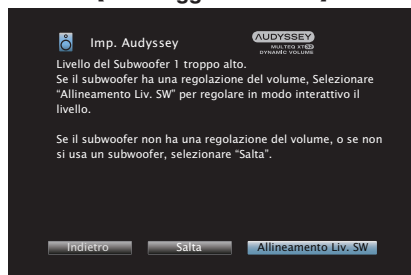 Imp. Audyssey
AUDYSSEY
MULTEQ XT32
DYNAMIC VOLUME
Livello del Subwoofer 1 troppo alto.
Se il subwoofer ha una regolazione del volume, Selezionare
“Allineamento Liv. SW” per regolare in modo interattivo il
livello.
Se il subwoofer non ha una regolazione del volume, o se non
si usa un subwoofer, selezionare “Salta”.
Indietro
Salta
Allineamento Liv. SW